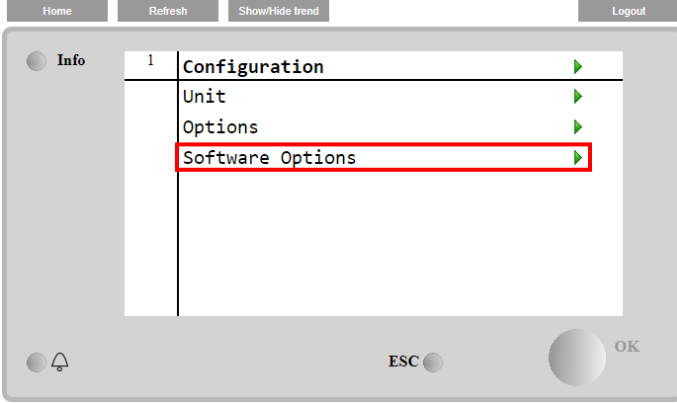 Home Refresh Show/Hide trend Logout
Info
1 Configuration
Unit
Options
Software Options
ESC
OK